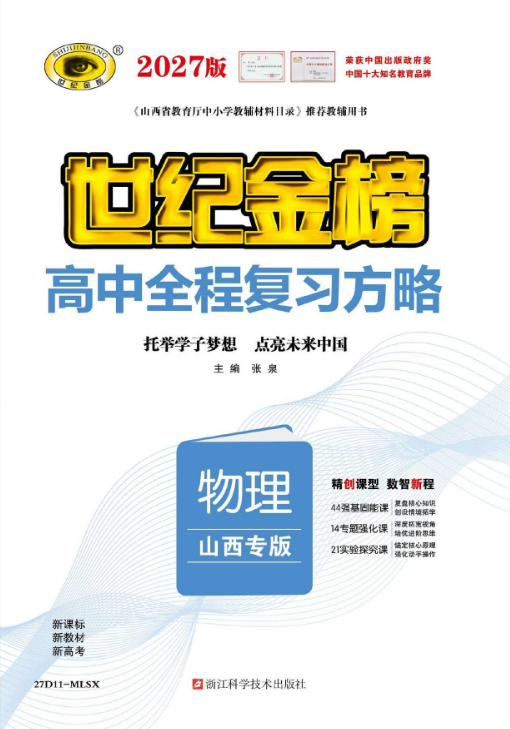 SHIJINBANG
世纪金榜
®
2027版
荣获中国出版政府奖
中国十大知名教育品牌
《山西省教育厅中小学教辅材料目录》推荐教辅用书
世纪金榜
高中全程复习方略
托举学子梦想 点亮未来中国
主编 张泉
物理
山西专版
精创课型 数智新程
44强基固能课 复盘核心知识 创设情境拓学
14专题强化课 深度拓宽视角 培优进阶思维
21实验探究课 锚定核心原理 强化动手操作
新课标
新教材
新高考
27D11-MLSX
浙江科学技术出版社